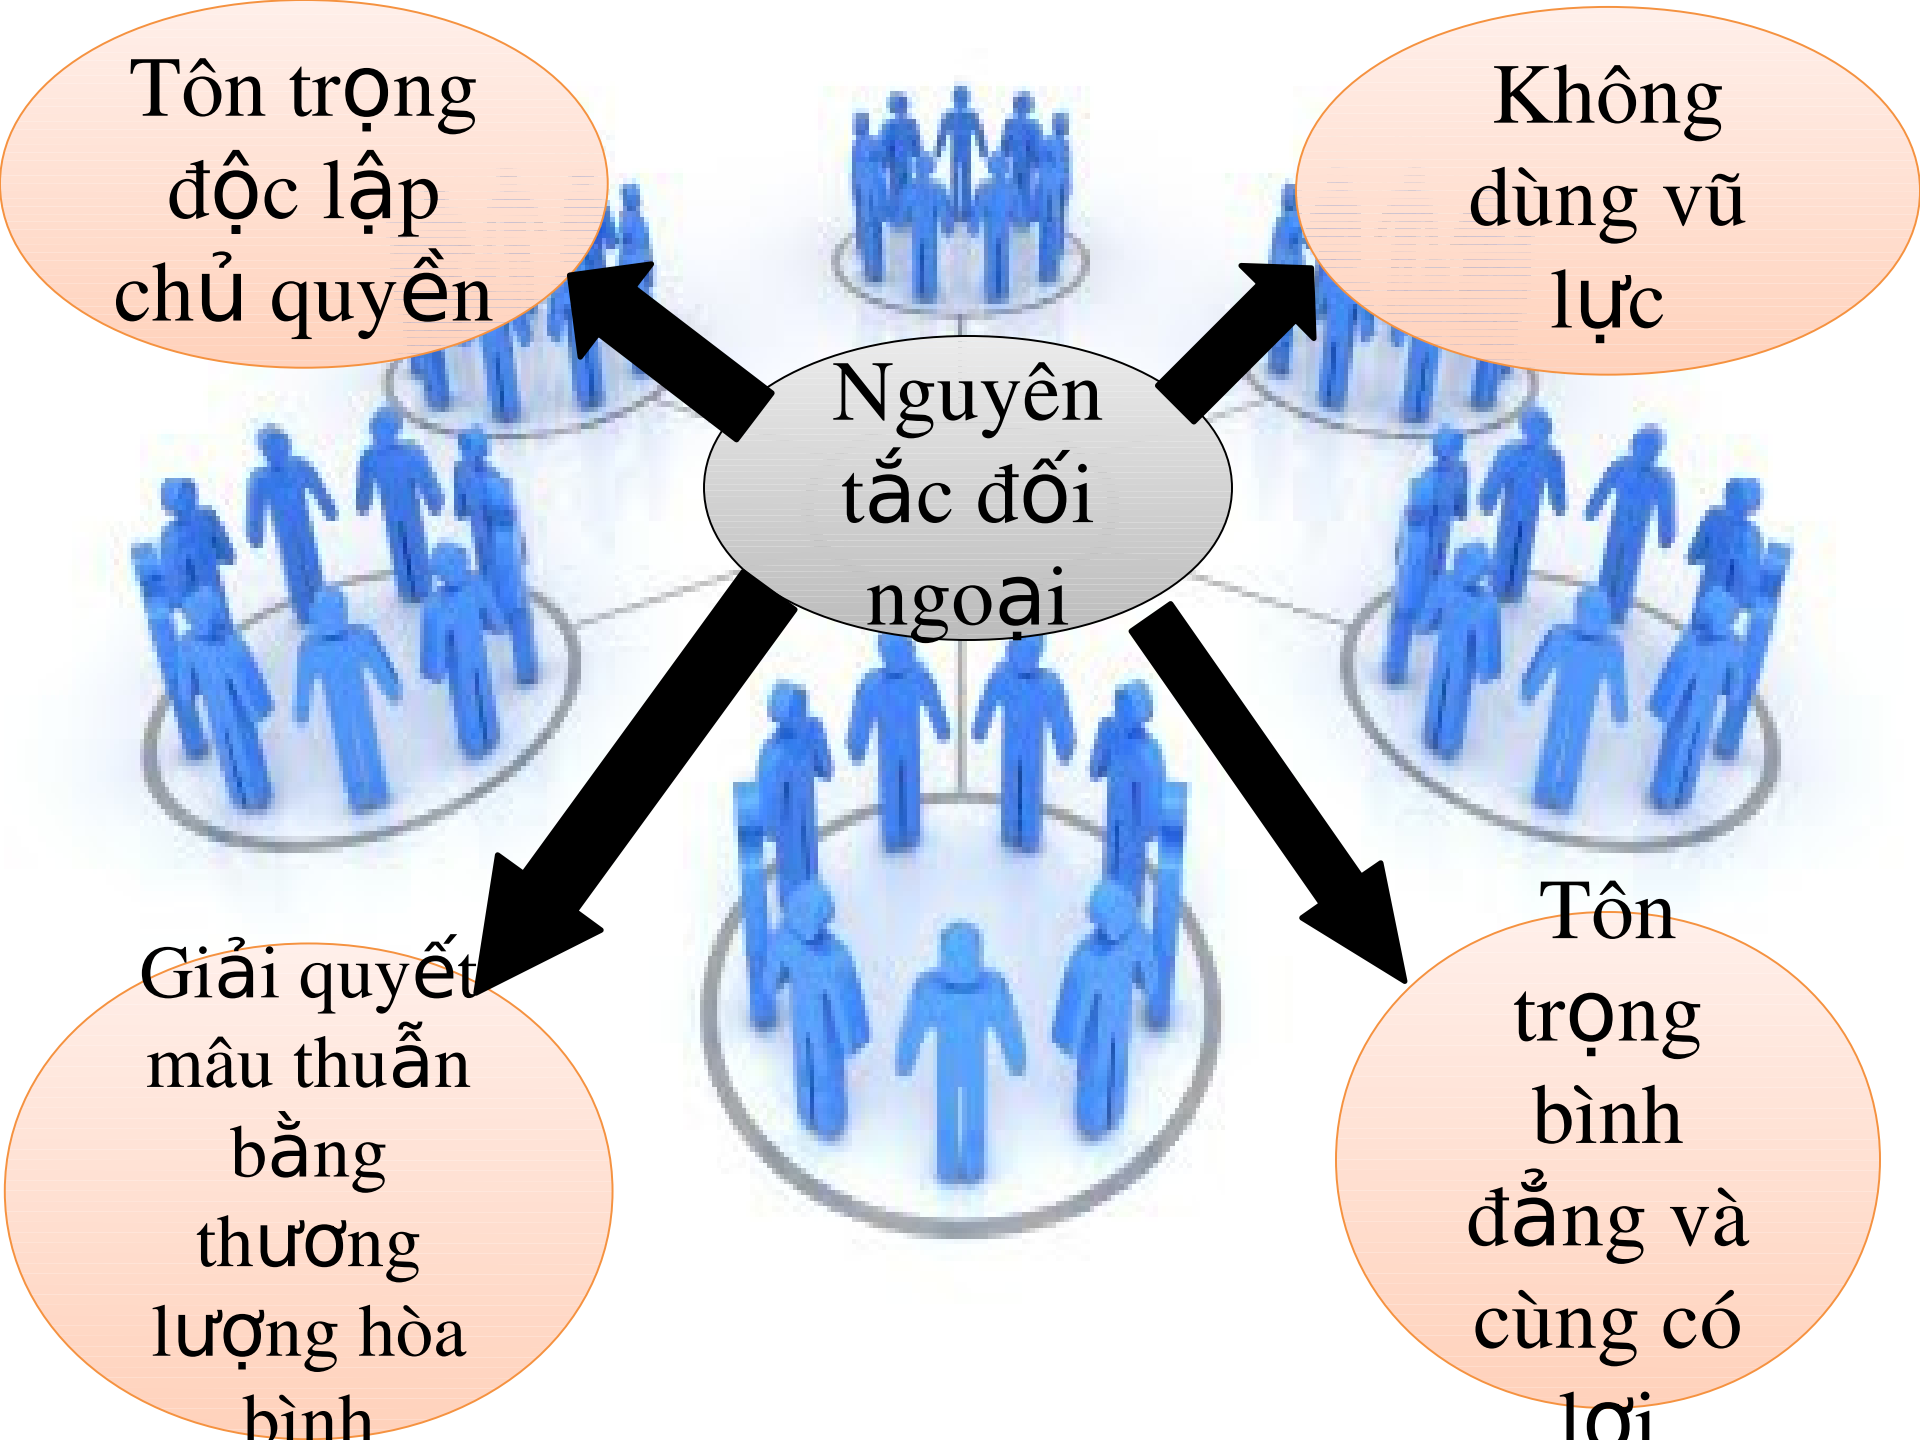 Tôn trọng
độc lập
chủ quyền
Không
dùng vũ
lực
Nguyên
tắc đối
ngoại
Giải quyết
mâu thuẫn
bằng
thương
lượng hòa
bình
Tôn
trọng
bình
đẳng và
cùng có
lợi